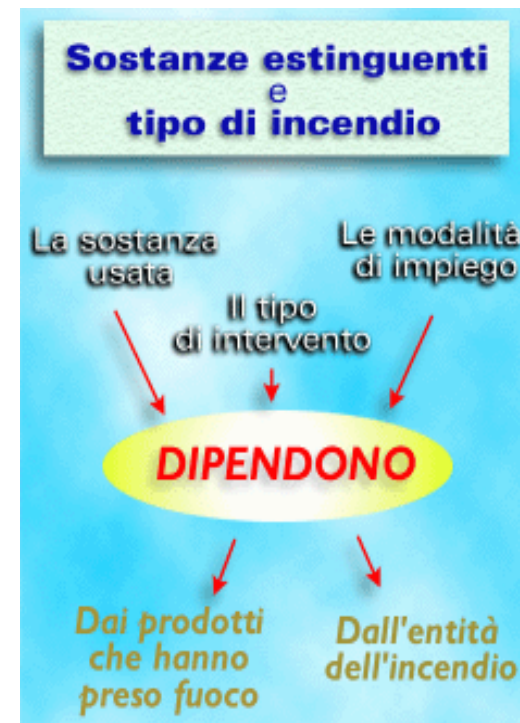 Sostanze estinguenti
e
tipo di incendio
La sostanza
usata
Il tipo
di intervento
Le modalità
di impiego
DIPENDONO
Dai prodotti
che hanno
preso fuoco
Dall'entità
dell'incendio